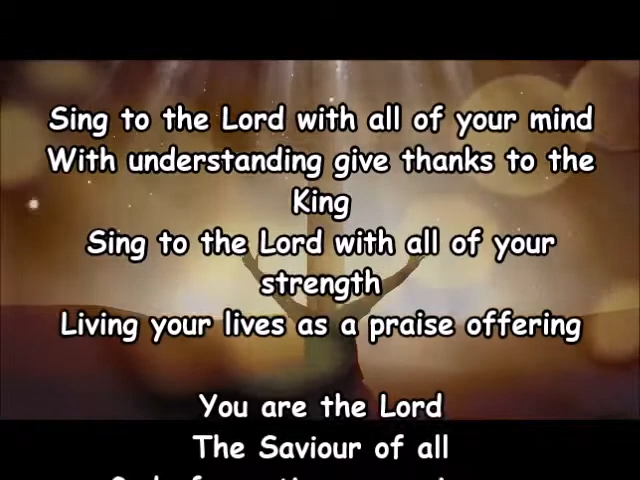 Sing to the Lord with all of your mind
With understanding give thanks to the
King
Sing to the Lord with all of your
strength
Living your lives as a praise offering
You are the Lord
The Saviour of all